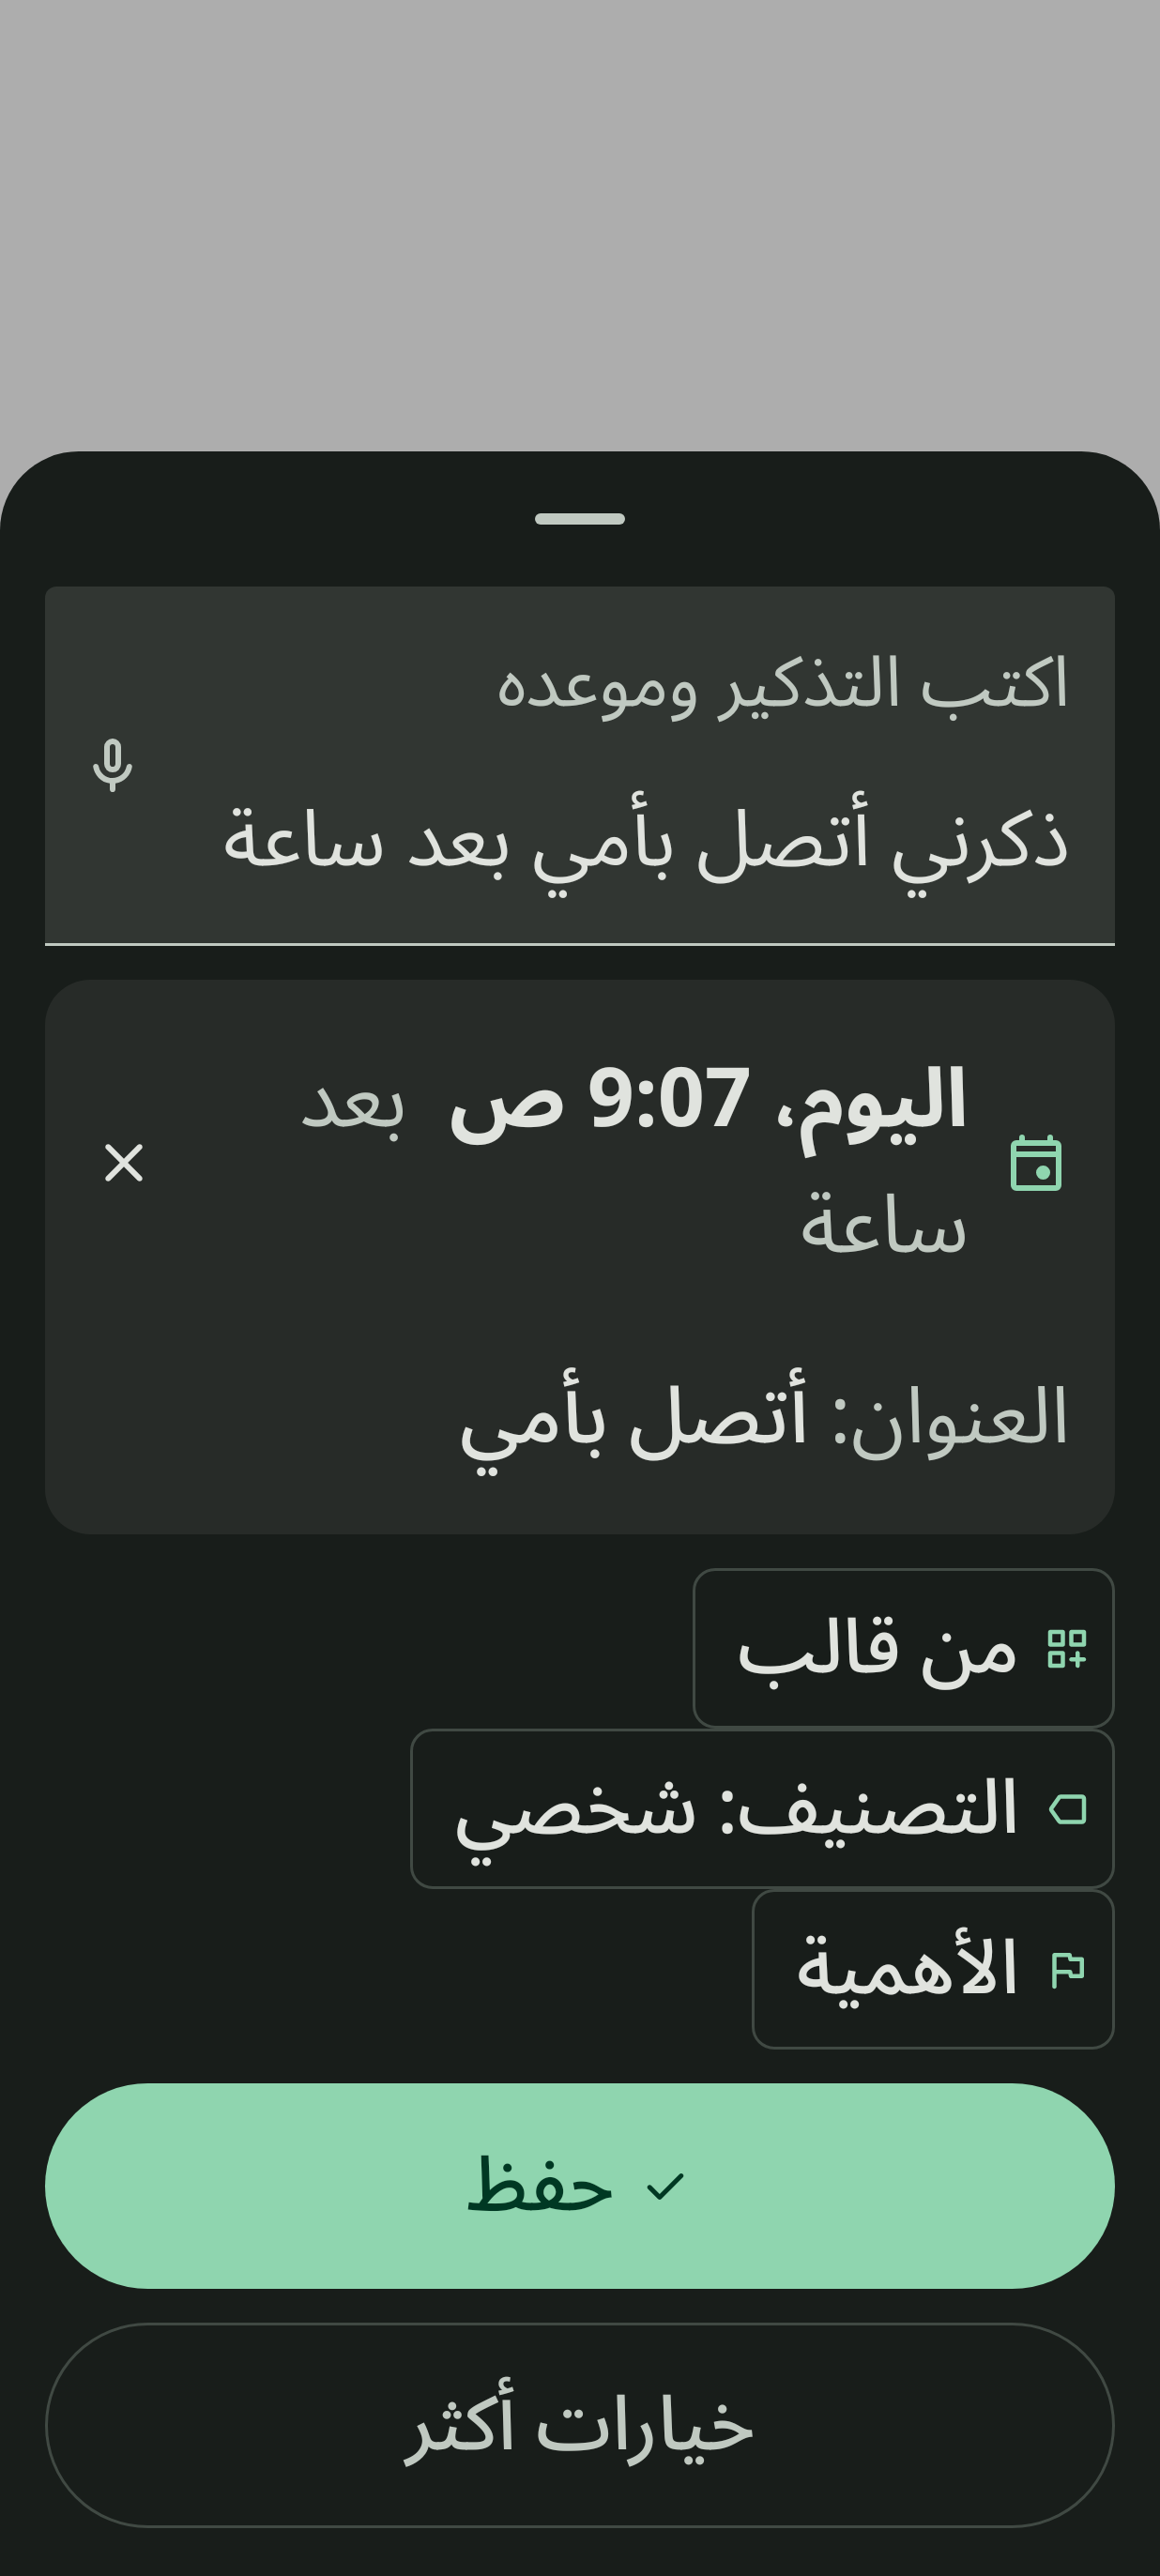 اكتب التذكير وموعده
ذكرني أتصل بأمي بعد ساعة
اليوم، 9:07 ص بعد
ساعة
العنوان: أتصل بأمي
من قالب
التصنيف: شخصي
الأهمية
حفظ
خيارات أكثر